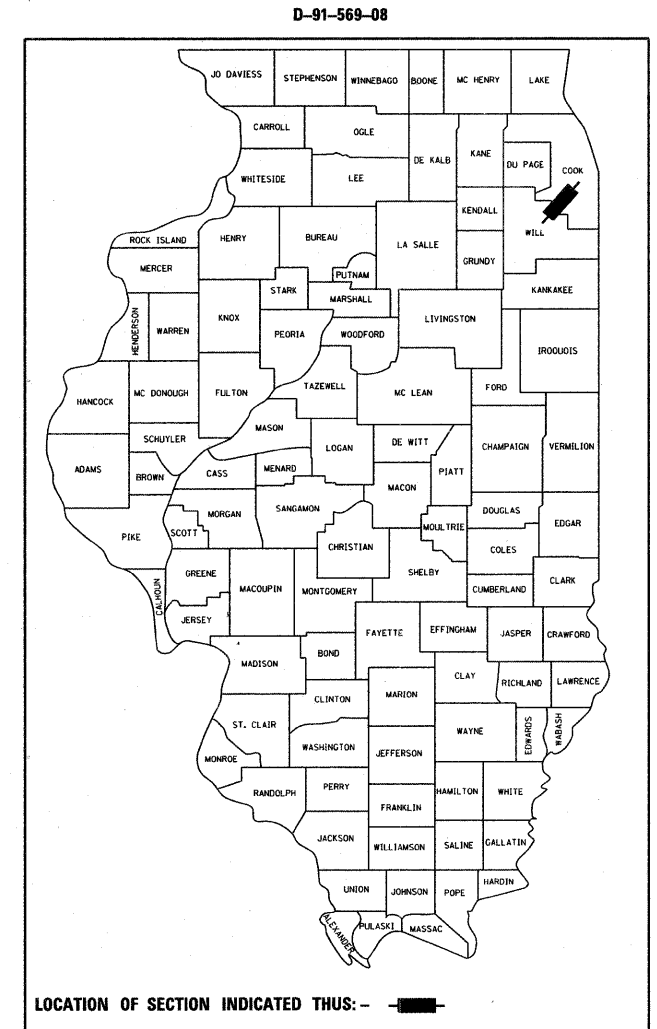 D-91-569-08
JO DAVIESS STEPHENSON WINNEBAGO BOONE MC HENRY LAKE
CARROLL OGLE DE KALB KANE DU PAGE COOK
WHITESIDE LEE
KENDALL
ROCK ISLAND HENRY BUREAU LA SALLE WILL
MERCER PUTNAM GRUNDY
STARK MARSHALL KANKAKEE
HENDERSON WARREN KNOX PEORIA WOODFORD LIVINGSTON
IROQUOIS
HANCOCK MC DONOUGH FULTON TAZEWELL MC LEAN FORD
MASON
SCHUYLER LOGAN DE WITT CHAMPAIGN VERMILION
ADAMS BROWN CASS MENARD PIATT
MACON
MORGAN SANGAMON DOUGLAS
PIKE SCOTT MOULTRIE EDGAR
CHRISTIAN COLES
GREENE SHELBY
CALHOUN MACOUPIN MONTGOMERY CUMBERLAND CLARK
JERSEY
FAYETTE EFFINGHAM JASPER CRAWFORD
MADISON BOND
CLAY RICHLAND LAWRENCE
CLINTON MARION
ST. CLAIR WAYNE EDWARDS WABASH
WASHINGTON JEFFERSON
MONROE
RANDOLPH PERRY HAMILTON WHITE
FRANKLIN
JACKSON WILLIAMSON SALINE GALLATIN
UNION JOHNSON POPE HARDIN
ALEXANDER PULASKI MASSAC
LOCATION OF SECTION INDICATED THUS: -